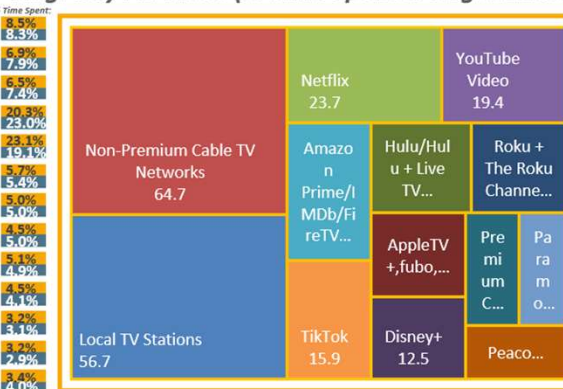 Time Spent:
8.5%
8.3%
6.9%
7.9%
6.5%
7.4%
20.3%
23.0%
23.1%
19.1%
5.7%
5.4%
5.0%
5.0%
4.5%
5.0%
5.1%
4.9%
4.5%
4.1%
3.2%
3.1%
3.2%
2.9%
3.4%
4.0%
Non-Premium Cable TV
Networks
64.7
Local TV Stations
56.7
Netflix
23.7
YouTube
Video
19.4
Amazo
n
Prime/I
MDb/Fi
reTV...
Hulu/Hul
u + Live
TV...
Roku +
The Roku
Channe...
AppleTV
+,fubo,...
Pre
mi
um
C...
Pa
ra
m
o...
TikTok
15.9
Disney+
12.5
Peaco...